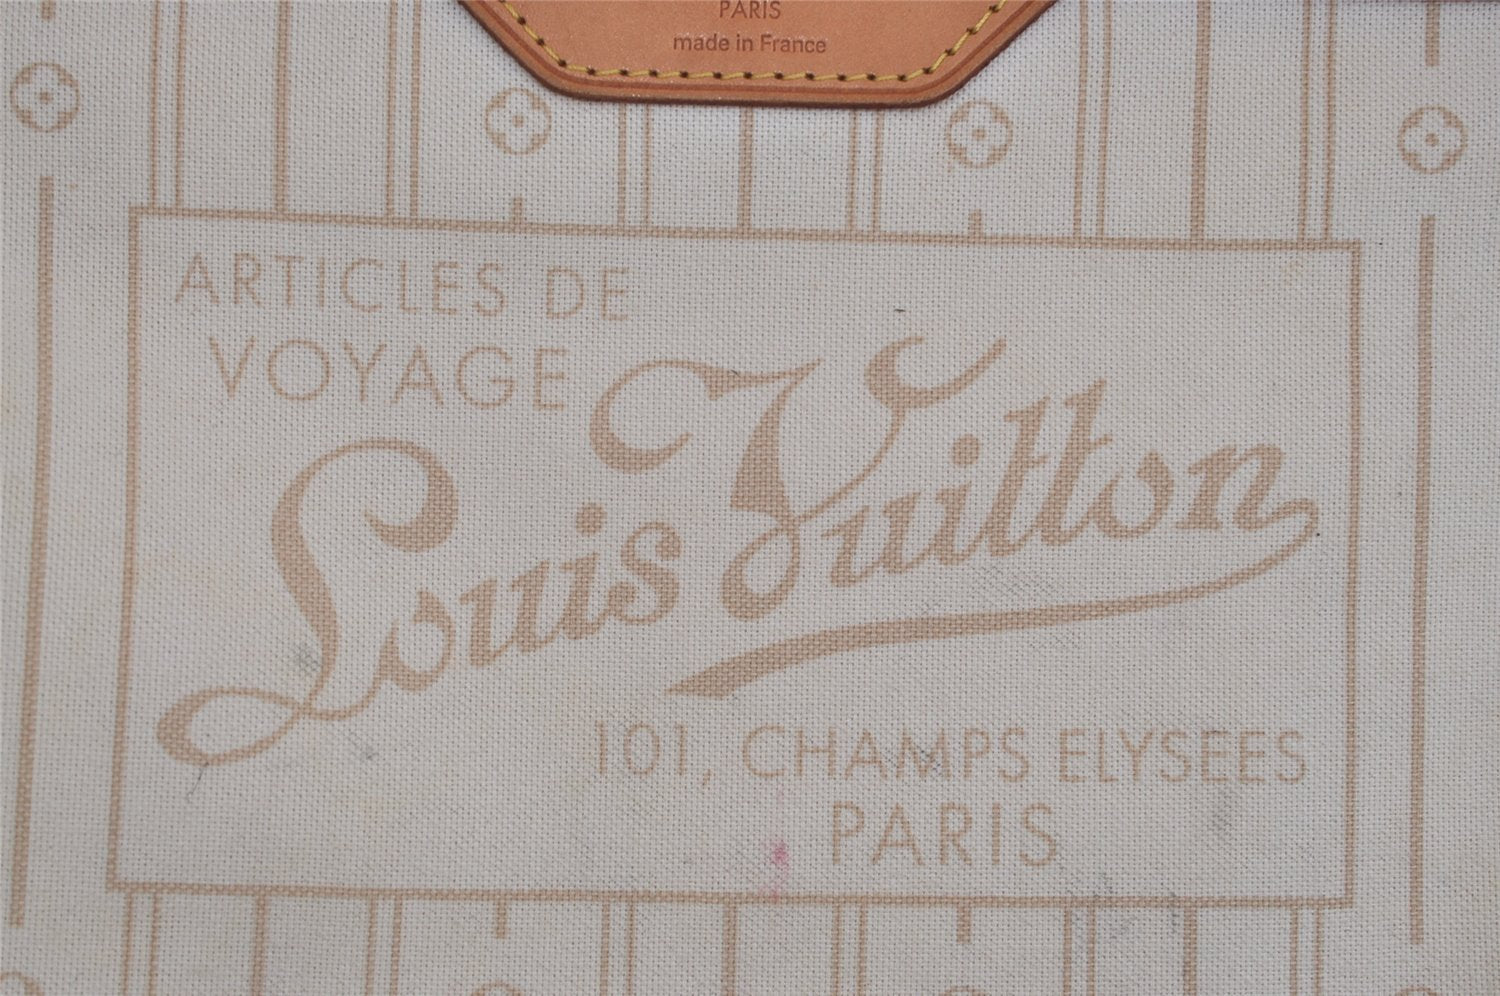 PARIS
made in France
ARTICLES DE
VOYAGE
Louis Vuitton
101, CHAMPS ELYSEES
PARIS